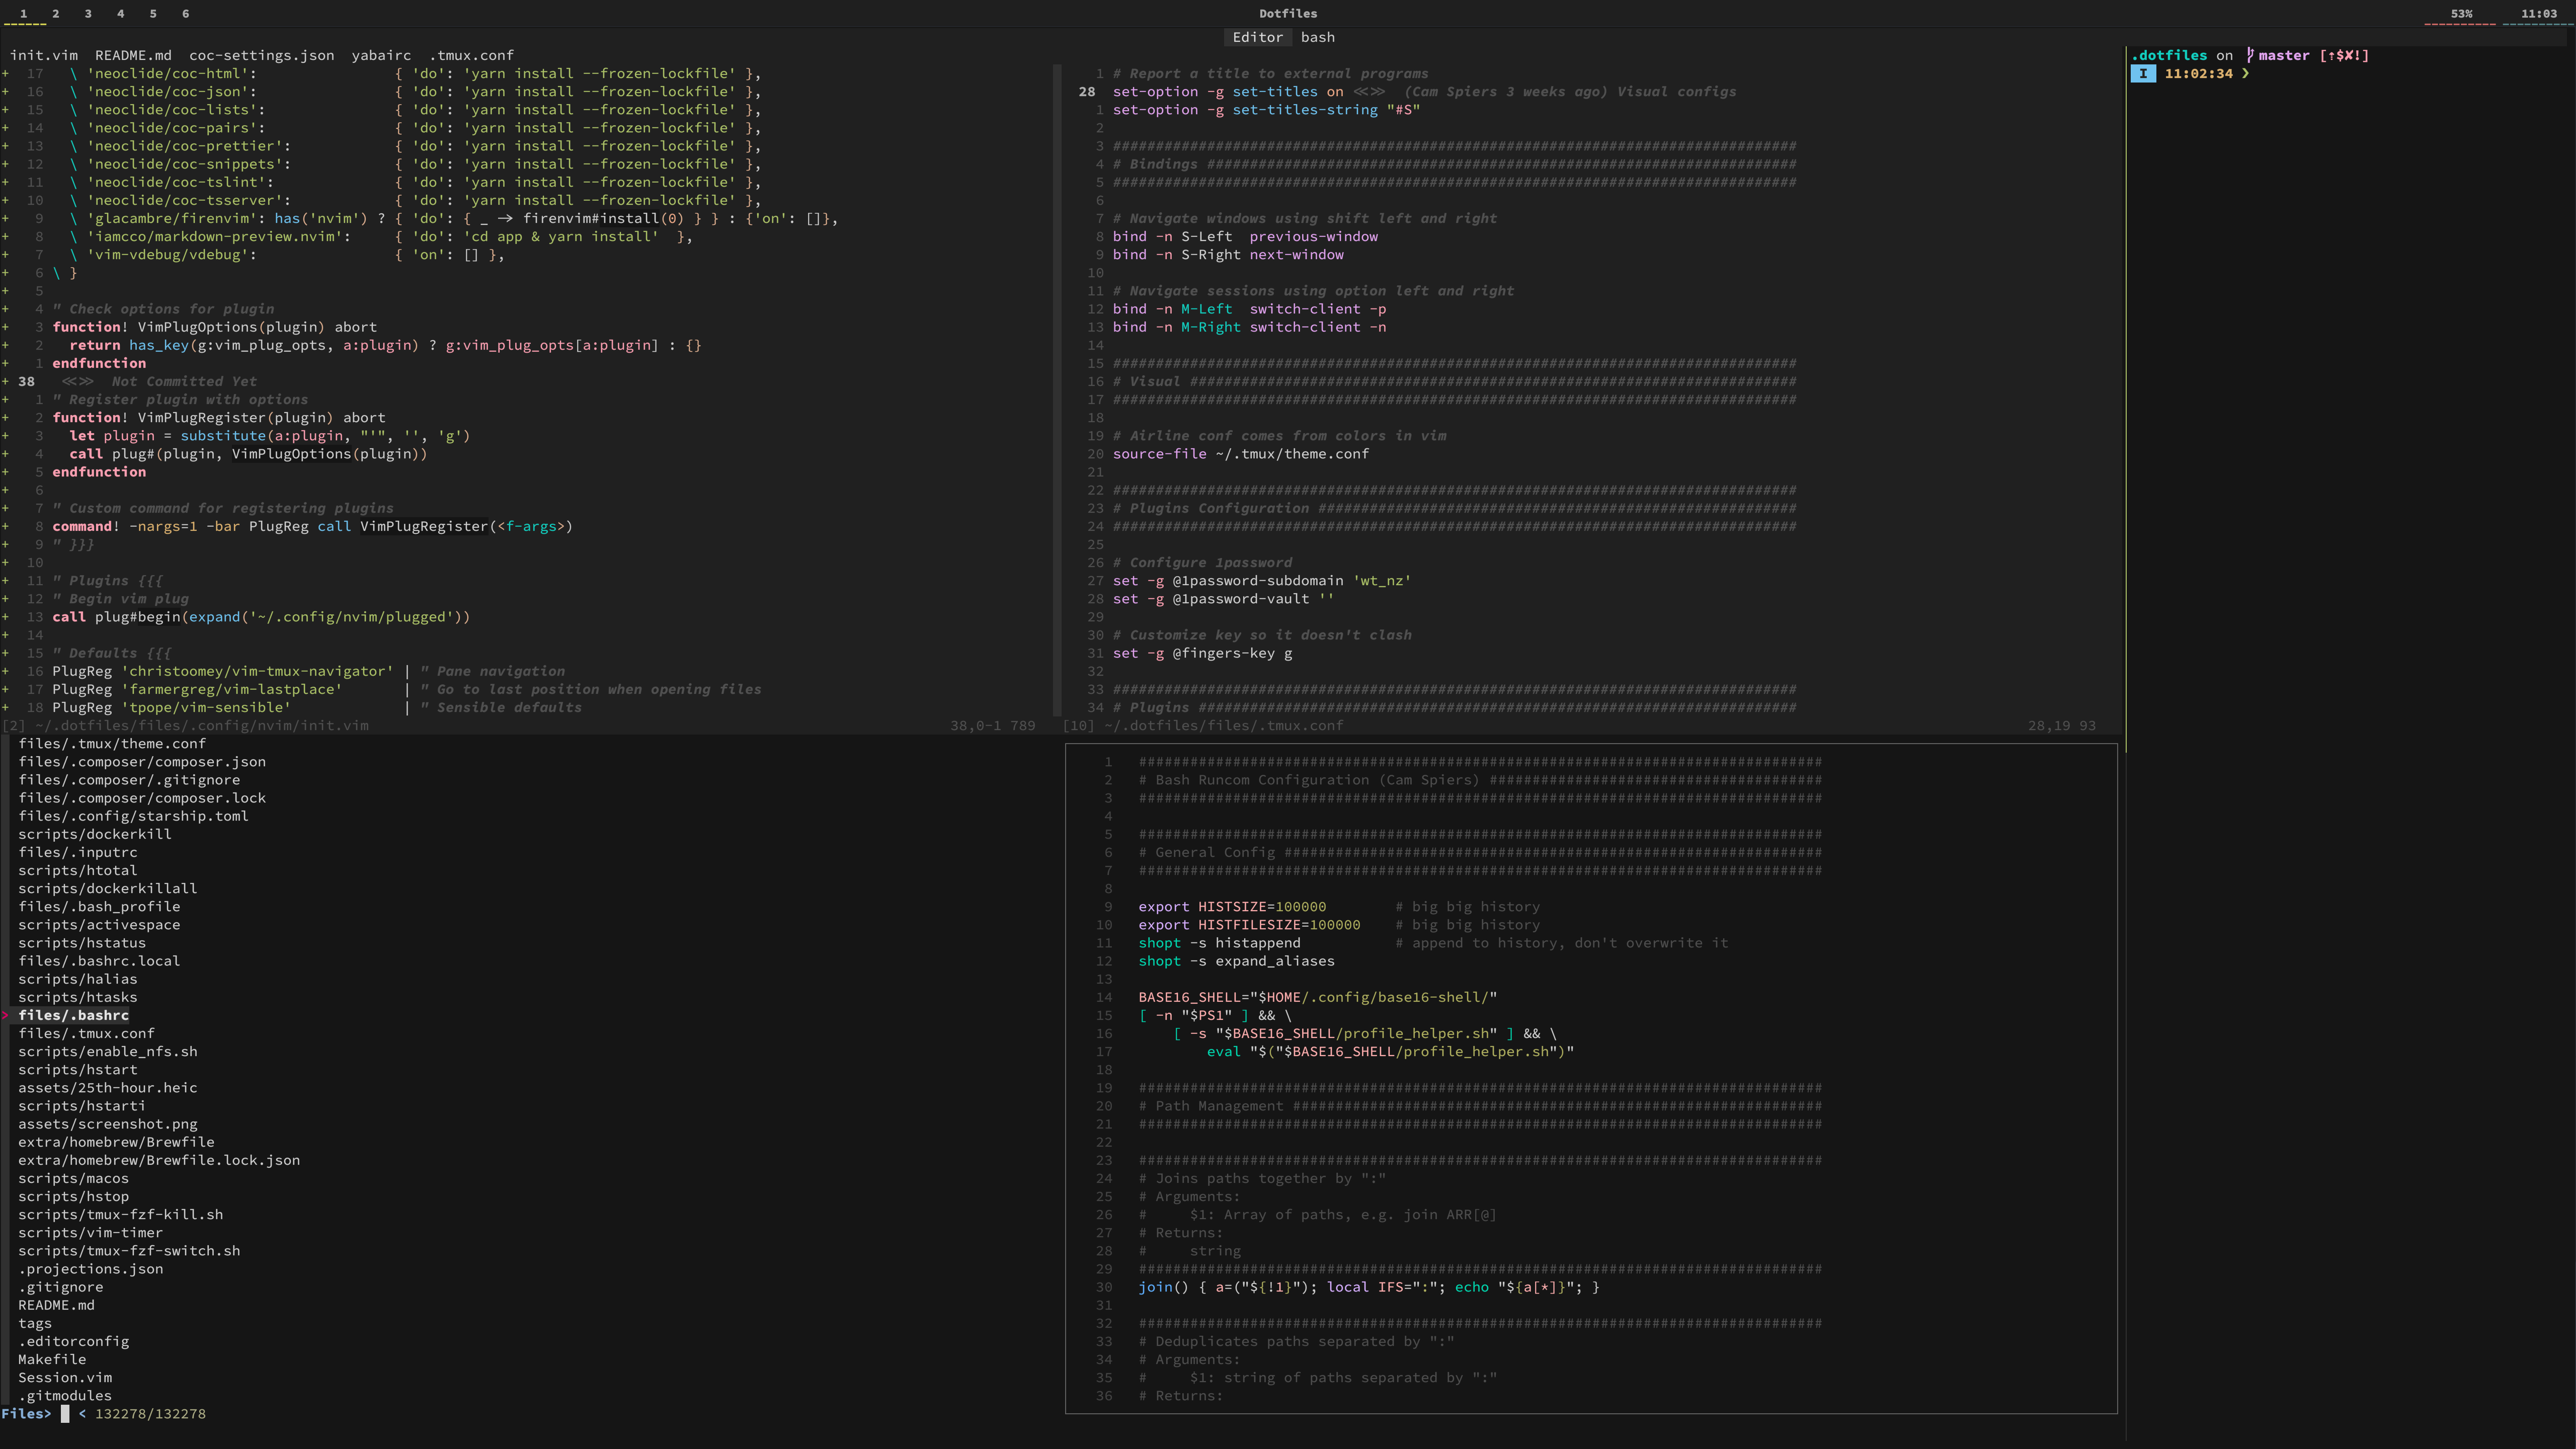 1 2 3 4 5 6
Dotfiles
53% 11:03
Editor bash
init.vim README.md coc-settings.json yabairc .tmux.conf
+ 17 \ 'neoclide/coc-html': { 'do': 'yarn install --frozen-lockfile' },
+ 16 \ 'neoclide/coc-json': { 'do': 'yarn install --frozen-lockfile' },
+ 15 \ 'neoclide/coc-lists': { 'do': 'yarn install --frozen-lockfile' },
+ 14 \ 'neoclide/coc-pairs': { 'do': 'yarn install --frozen-lockfile' },
+ 13 \ 'neoclide/coc-prettier': { 'do': 'yarn install --frozen-lockfile' },
+ 12 \ 'neoclide/coc-snippets': { 'do': 'yarn install --frozen-lockfile' },
+ 11 \ 'neoclide/coc-tslint': { 'do': 'yarn install --frozen-lockfile' },
+ 10 \ 'neoclide/coc-tsserver': { 'do': 'yarn install --frozen-lockfile' },
+ 9 \ 'glacambre/firenvim': has('nvim') ? { 'do': { _ -> firenvim#install(0) } } : {'on': []},
+ 8 \ 'iamcco/markdown-preview.nvim': { 'do': 'cd app & yarn install' },
+ 7 \ 'vim-vdebug/vdebug': { 'on': [] },
+ 6 \ }
+ 5
+ 4 " Check options for plugin
+ 3 function! VimPlugOptions(plugin) abort
+ 2 return has_key(g:vim_plug_opts, a:plugin) ? g:vim_plug_opts[a:plugin] : {}
+ 1 endfunction
+ 38 <<>> Not Committed Yet
+ 1 " Register plugin with options
+ 2 function! VimPlugRegister(plugin) abort
+ 3 let plugin = substitute(a:plugin, "'", '', 'g')
+ 4 call plug#(plugin, VimPlugOptions(plugin))
+ 5 endfunction
+ 6
+ 7 " Custom command for registering plugins
+ 8 command! -nargs=1 -bar PlugReg call VimPlugRegister(<f-args>)
+ 9 " }}}
+ 10
+ 11 " Plugins {{{
+ 12 " Begin vim plug
+ 13 call plug#begin(expand('~/.config/nvim/plugged'))
+ 14
+ 15 " Defaults {{{
+ 16 PlugReg 'christoomey/vim-tmux-navigator' | " Pane navigation
+ 17 PlugReg 'farmergreg/vim-lastplace' | " Go to last position when opening files
+ 18 PlugReg 'tpope/vim-sensible' | " Sensible defaults
[2] ~/.dotfiles/files/.config/nvim/init.vim 38,0-1 789
1 # Report a title to external programs
28 set-option -g set-titles on <<>> (Cam Spiers 3 weeks ago) Visual configs
1 set-option -g set-titles-string "#S"
2
3 ################################################################################
4 # Bindings #####################################################################
5 ################################################################################
6
7 # Navigate windows using shift left and right
8 bind -n S-Left previous-window
9 bind -n S-Right next-window
10
11 # Navigate sessions using option left and right
12 bind -n M-Left switch-client -p
13 bind -n M-Right switch-client -n
14
15 ################################################################################
16 # Visual #######################################################################
17 ################################################################################
18
19 # Airline conf comes from colors in vim
20 source-file ~/.tmux/theme.conf
21
22 ################################################################################
23 # Plugins Configuration ########################################################
24 ################################################################################
25
26 # Configure 1password
27 set -g @1password-subdomain 'wt_nz'
28 set -g @1password-vault ''
29
30 # Customize key so it doesn't clash
31 set -g @fingers-key g
32
33 ################################################################################
34 # Plugins ######################################################################
[10] ~/.dotfiles/files/.tmux.conf 28,19 93
.dotfiles on master [⇡$✘!]
I 11:02:34 ❯
files/.tmux/theme.conf
files/.composer/composer.json
files/.composer/.gitignore
files/.composer/composer.lock
files/.config/starship.toml
scripts/dockerkill
files/.inputrc
scripts/htotal
scripts/dockerkillall
files/.bash_profile
scripts/activespace
scripts/hstatus
files/.bashrc.local
scripts/halias
scripts/htasks
> files/.bashrc
files/.tmux.conf
scripts/enable_nfs.sh
scripts/hstart
assets/25th-hour.heic
scripts/hstarti
assets/screenshot.png
extra/homebrew/Brewfile
extra/homebrew/Brewfile.lock.json
scripts/macos
scripts/hstop
scripts/tmux-fzf-kill.sh
scripts/vim-timer
scripts/tmux-fzf-switch.sh
.projections.json
.gitignore
README.md
tags
.editorconfig
Makefile
Session.vim
.gitmodules
Files> < 132278/132278
1 ################################################################################
2 # Bash Runcom Configuration (Cam Spiers) #######################################
3 ################################################################################
4
5 ################################################################################
6 # General Config ###############################################################
7 ################################################################################
8
9 export HISTSIZE=100000 # big big history
10 export HISTFILESIZE=100000 # big big history
11 shopt -s histappend # append to history, don't overwrite it
12 shopt -s expand_aliases
13
14 BASE16_SHELL="$HOME/.config/base16-shell/"
15 [ -n "$PS1" ] && \
16 [ -s "$BASE16_SHELL/profile_helper.sh" ] && \
17 eval "$("$BASE16_SHELL/profile_helper.sh")"
18
19 ################################################################################
20 # Path Management ##############################################################
21 ################################################################################
22
23 ################################################################################
24 # Joins paths together by ":"
25 # Arguments:
26 # $1: Array of paths, e.g. join ARR[@]
27 # Returns:
28 # string
29 ################################################################################
30 join() { a=("${!1}"); local IFS=":"; echo "${a[*]}"; }
31
32 ################################################################################
33 # Deduplicates paths separated by ":"
34 # Arguments:
35 # $1: string of paths separated by ":"
36 # Returns: